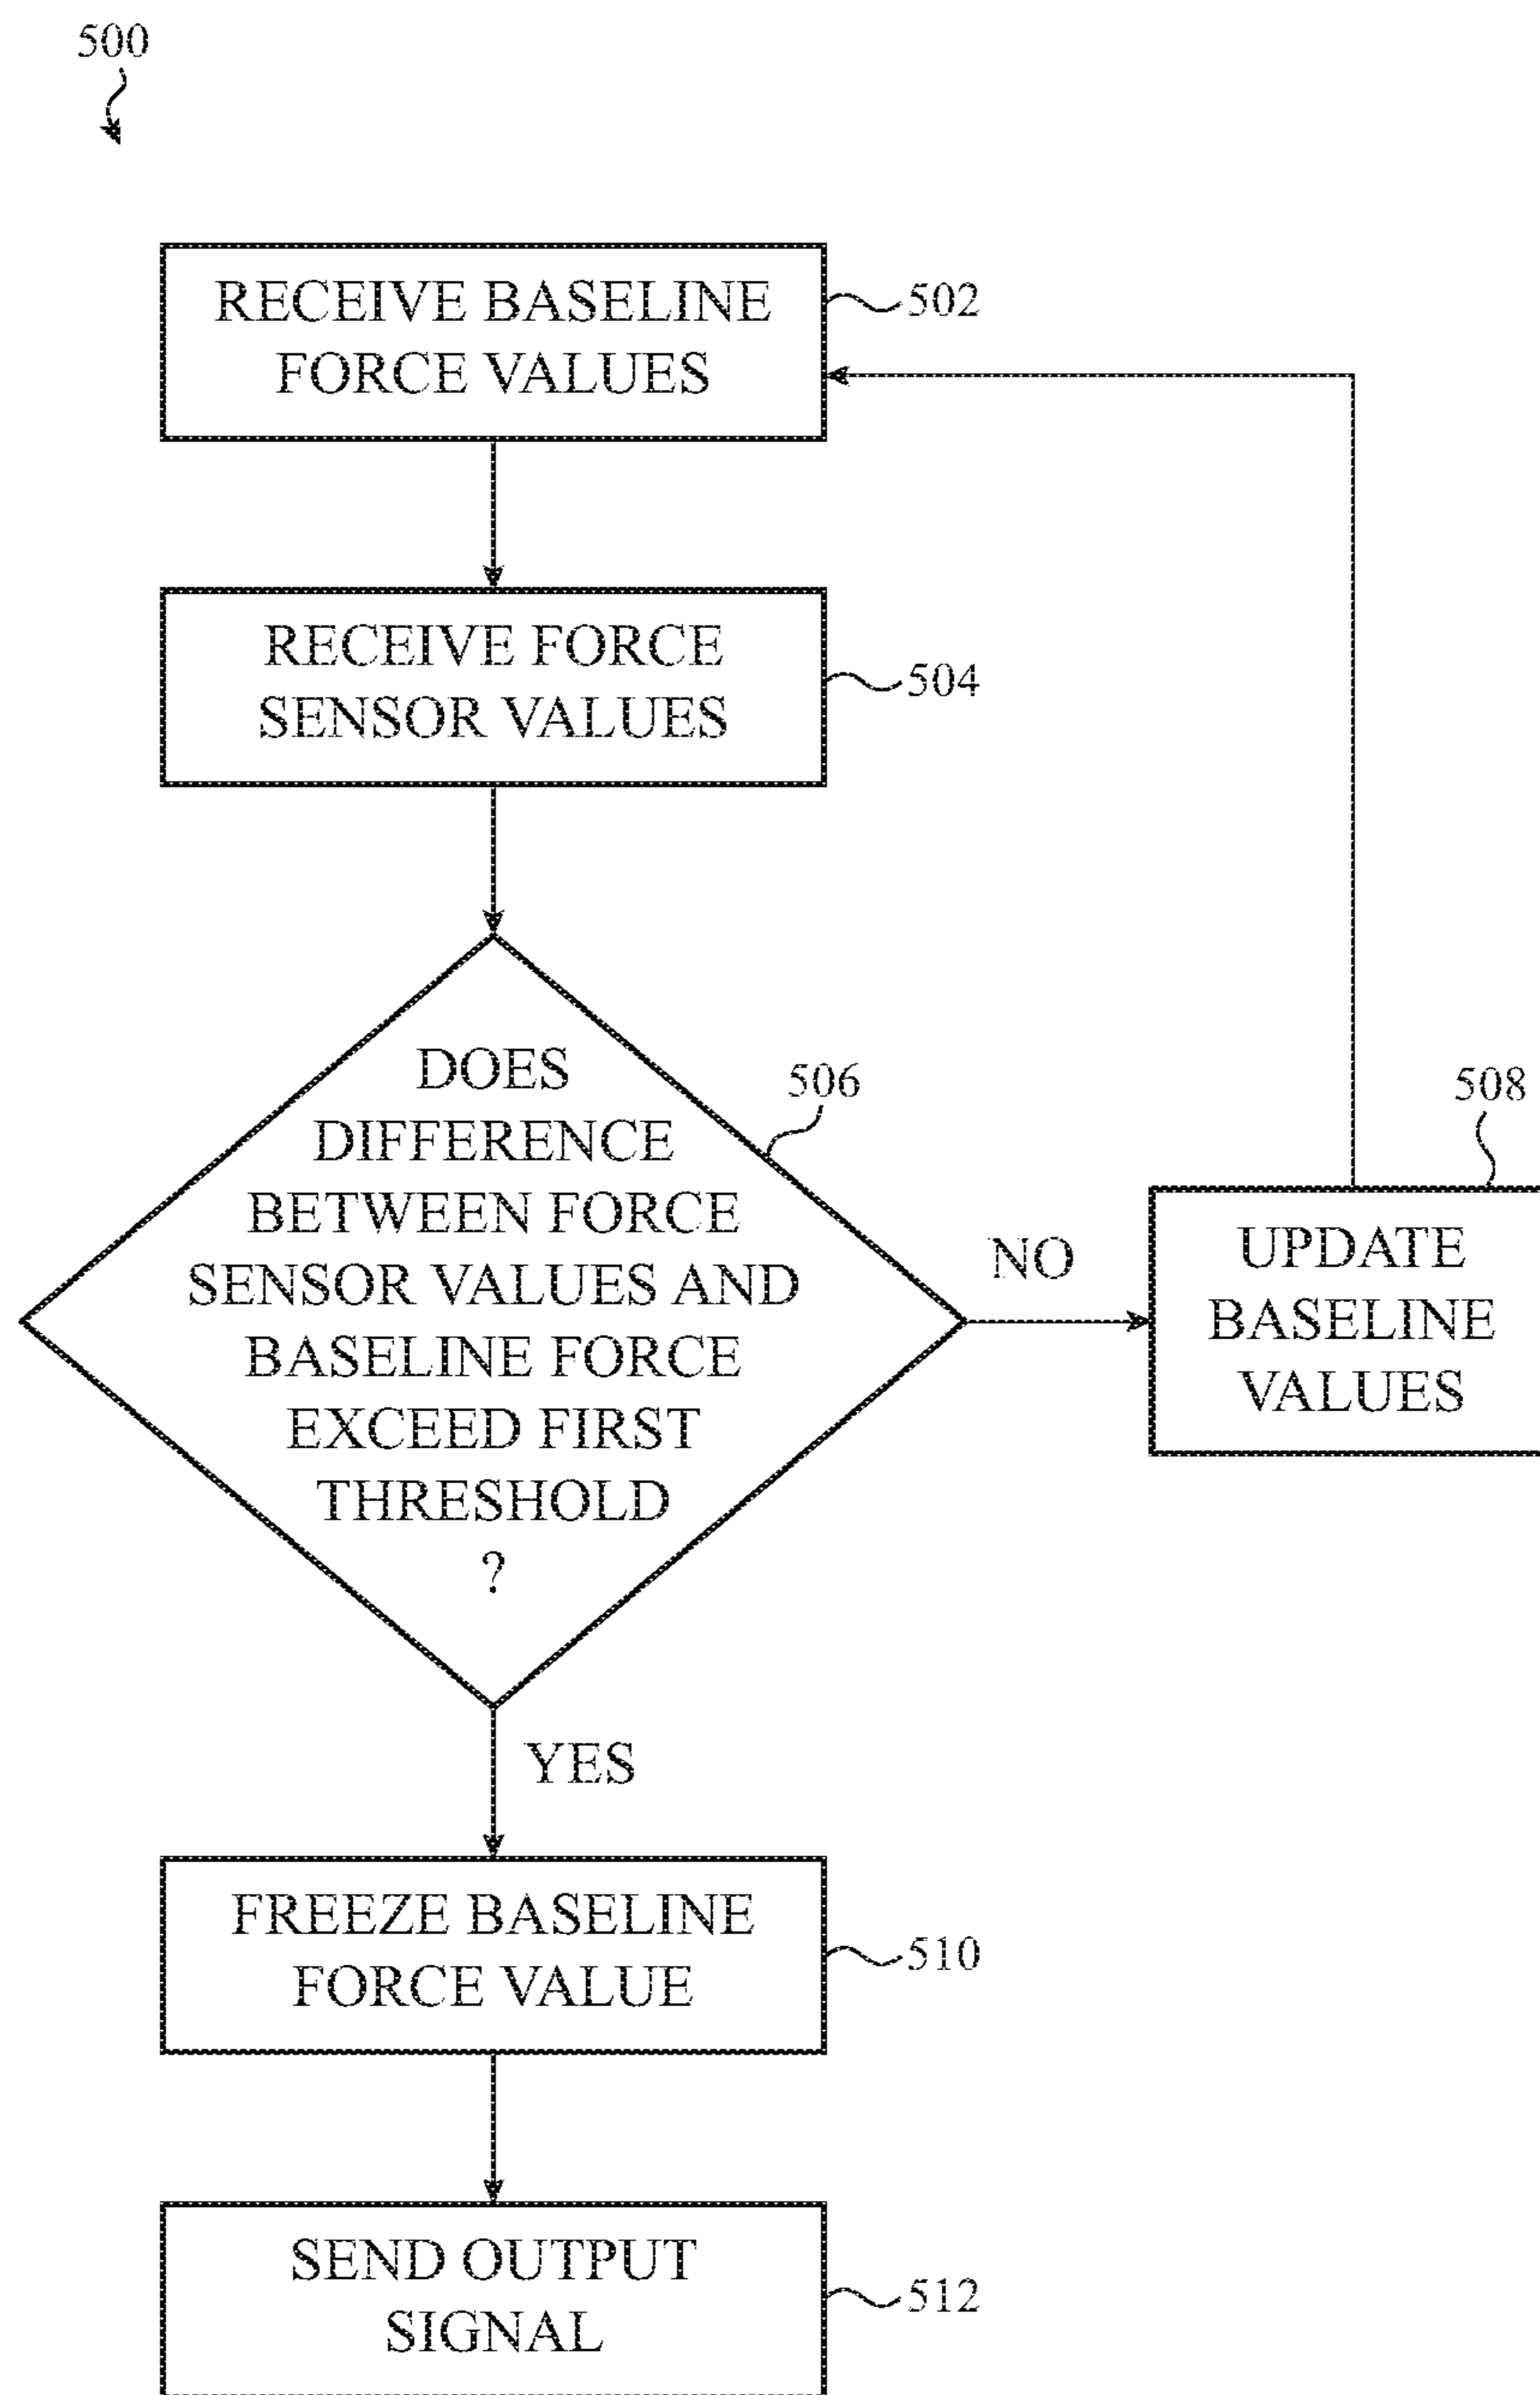 500
RECEIVE BASELINE
FORCE VALUES
502
RECEIVE FORCE
SENSOR VALUES
504
DOES
DIFFERENCE
BETWEEN FORCE
SENSOR VALUES AND
BASELINE FORCE
EXCEED FIRST
THRESHOLD
?
506
NO
508
UPDATE
BASELINE
VALUES
YES
FREEZE BASELINE
FORCE VALUE
510
SEND OUTPUT
SIGNAL
512